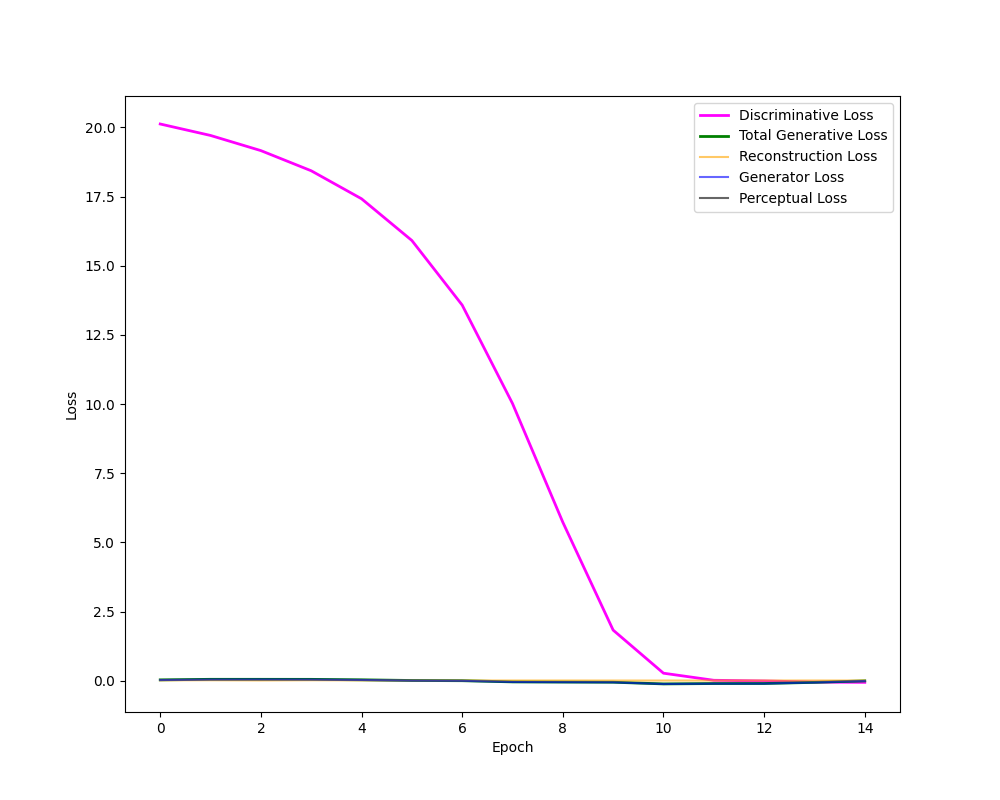 Discriminative Loss
Total Generative Loss
Reconstruction Loss
Generator Loss
Perceptual Loss
20.0
17.5
15.0
12.5
10.0
7.5
5.0
2.5
0.0
Loss
0 2 4 6 8 10 12 14
Epoch